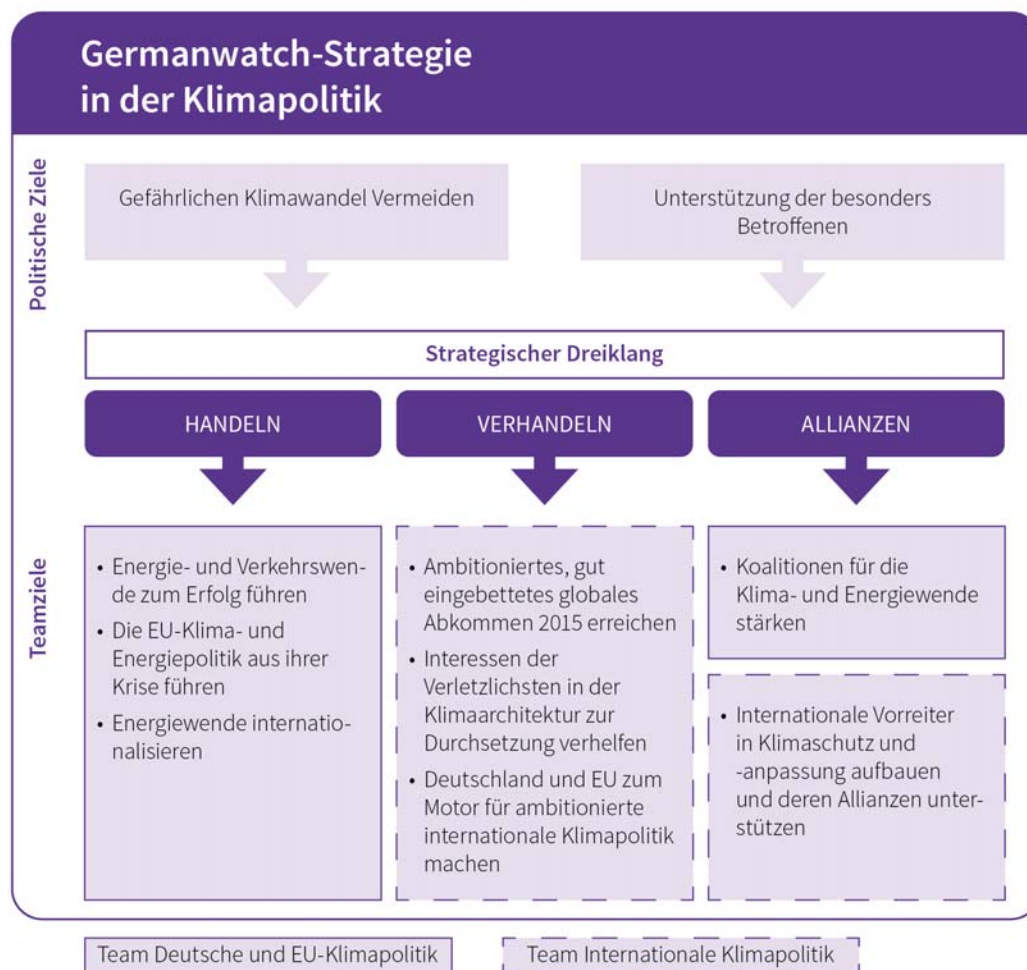 Germanwatch-Strategie
in der Klimapolitik
Politische Ziele
Gefährlichen Klimawandel Vermeiden
Unterstützung der besonders
Betroffenen
Strategischer Dreiklang
HANDELN
VERHANDELN
ALLIANZEN
Teamziele
• Energie- und Verkehrswen-
de zum Erfolg führen
• Die EU-Klima- und
Energiepolitik aus ihrer
Krise führen
• Energiewende internatio-
nalisieren
• Ambitioniertes, gut
eingebettetes globales
Abkommen 2015 erreichen
• Interessen der
Verletzlichsten in der
Klimaarchitektur zur
Durchsetzung verhelfen
• Deutschland und EU zum
Motor für ambitionierte
internationale Klimapolitik
machen
• Koalitionen für die
Klima- und Energiewende
stärken
• Internationale Vorreiter
in Klimaschutz und
-anpassung aufbauen
und deren Allianzen unter-
stützen
Team Deutsche und EU-Klimapolitik
Team Internationale Klimapolitik